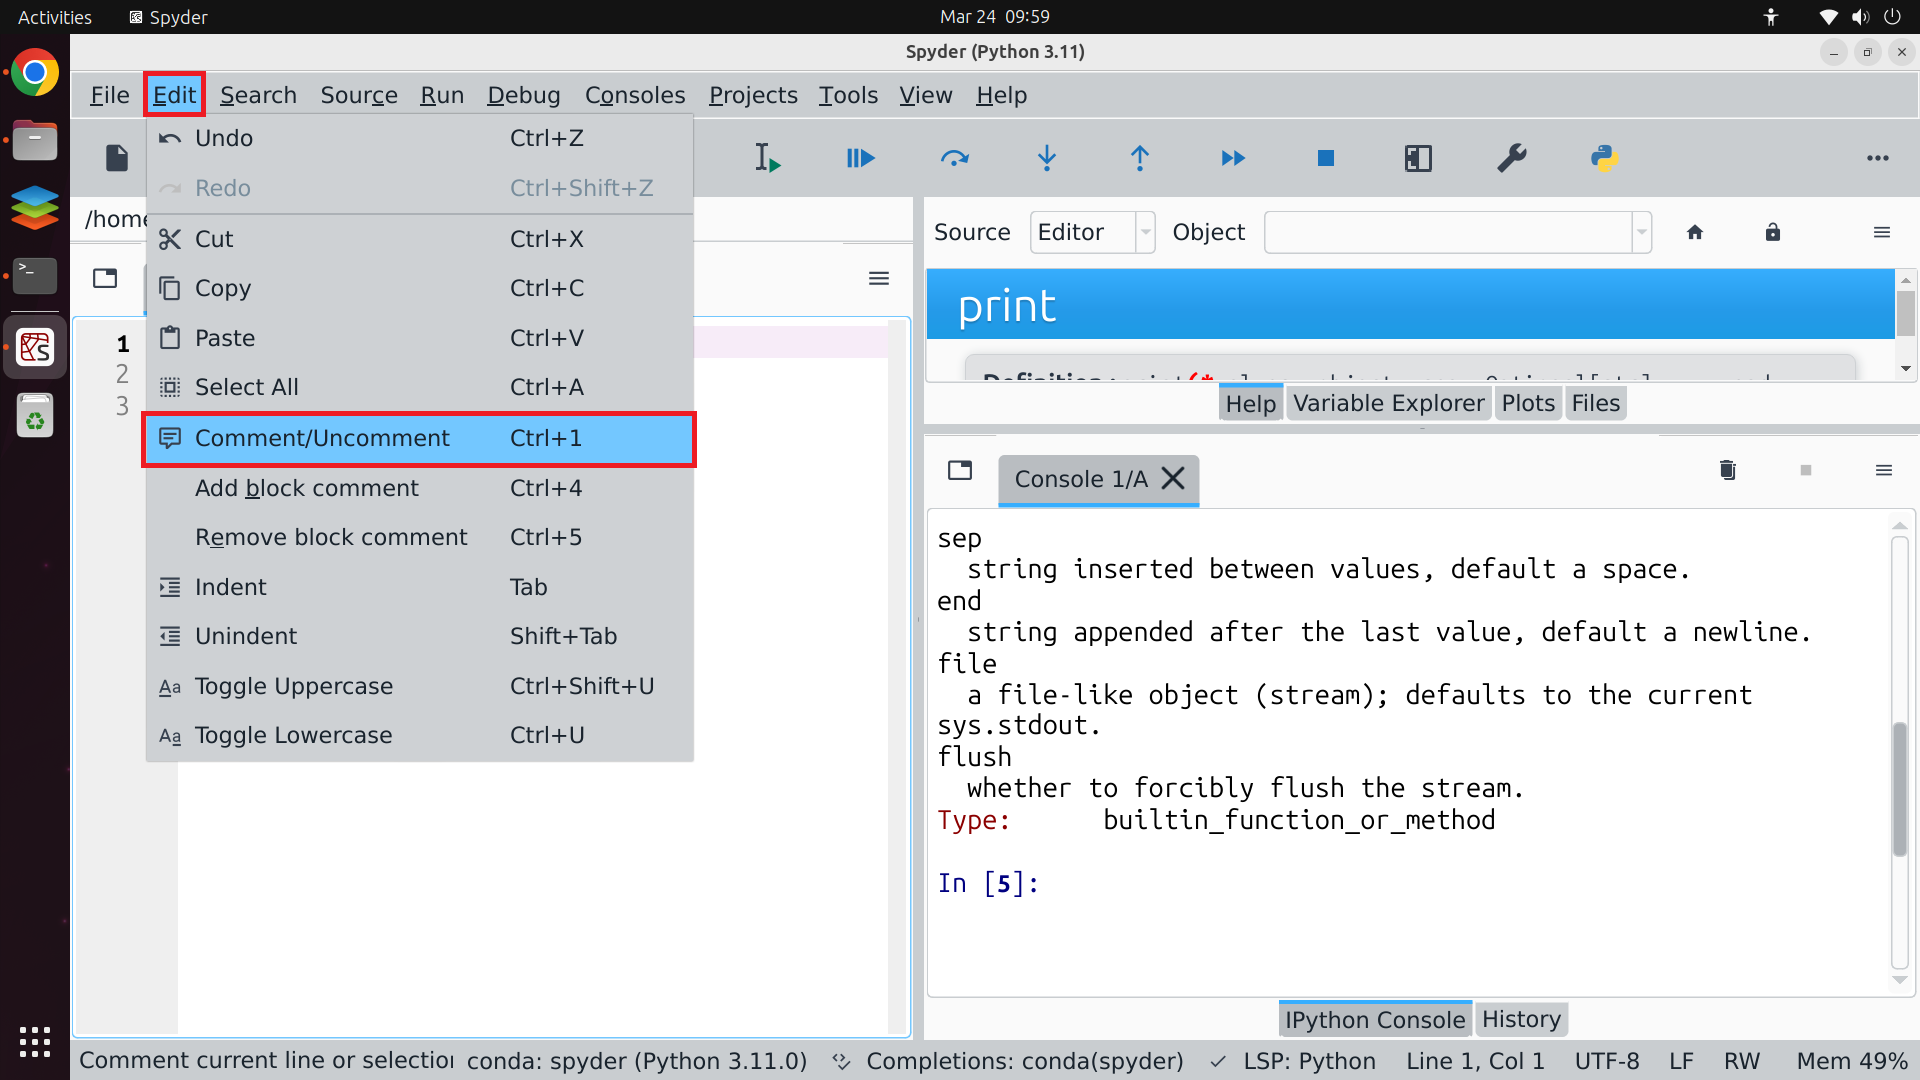 Activities Spyder Mar 24 09:59
Spyder (Python 3.11)
File Edit Search Source Run Debug Consoles Projects Tools View Help
Undo Ctrl+Z
Redo Ctrl+Shift+Z
Cut Ctrl+X
Copy Ctrl+C
Paste Ctrl+V
Select All Ctrl+A
Comment/Uncomment Ctrl+1
Add block comment Ctrl+4
Remove block comment Ctrl+5
Indent Tab
Unindent Shift+Tab
Toggle Uppercase Ctrl+Shift+U
Toggle Lowercase Ctrl+U
/home
1
2
3
Source Editor Object
print
Help Variable Explorer Plots Files
Console 1/A
sep
string inserted between values, default a space.
end
string appended after the last value, default a newline.
file
a file-like object (stream); defaults to the current
sys.stdout.
flush
whether to forcibly flush the stream.
Type: builtin_function_or_method
In [5]:
IPython Console History
Comment current line or selection conda: spyder (Python 3.11.0) Completions: conda(spyder) LSP: Python Line 1, Col 1 UTF-8 LF RW Mem 49%